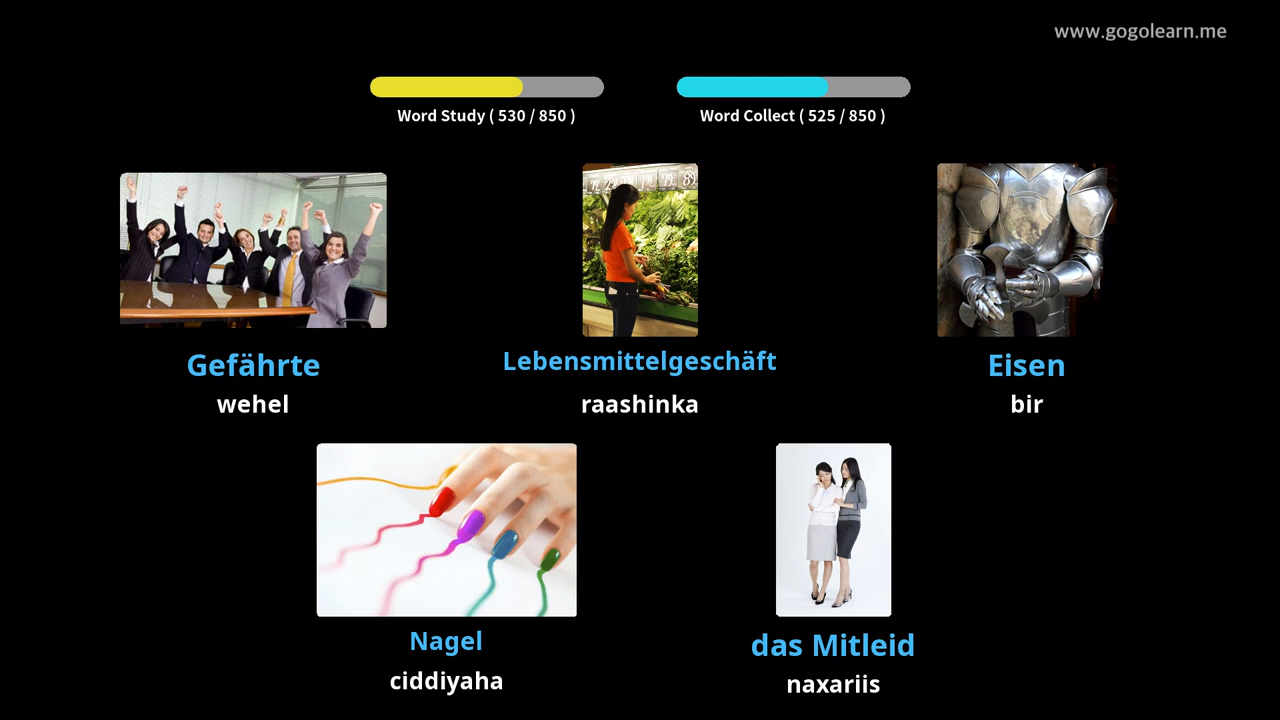 www.gogolearn.me
Word Study ( 530 / 850 )
Word Collect ( 525 / 850 )
Gefährte
wehel
Lebensmittelgeschäft
raashinka
Eisen
bir
Nagel
ciddiyaha
das Mitleid
naxariis